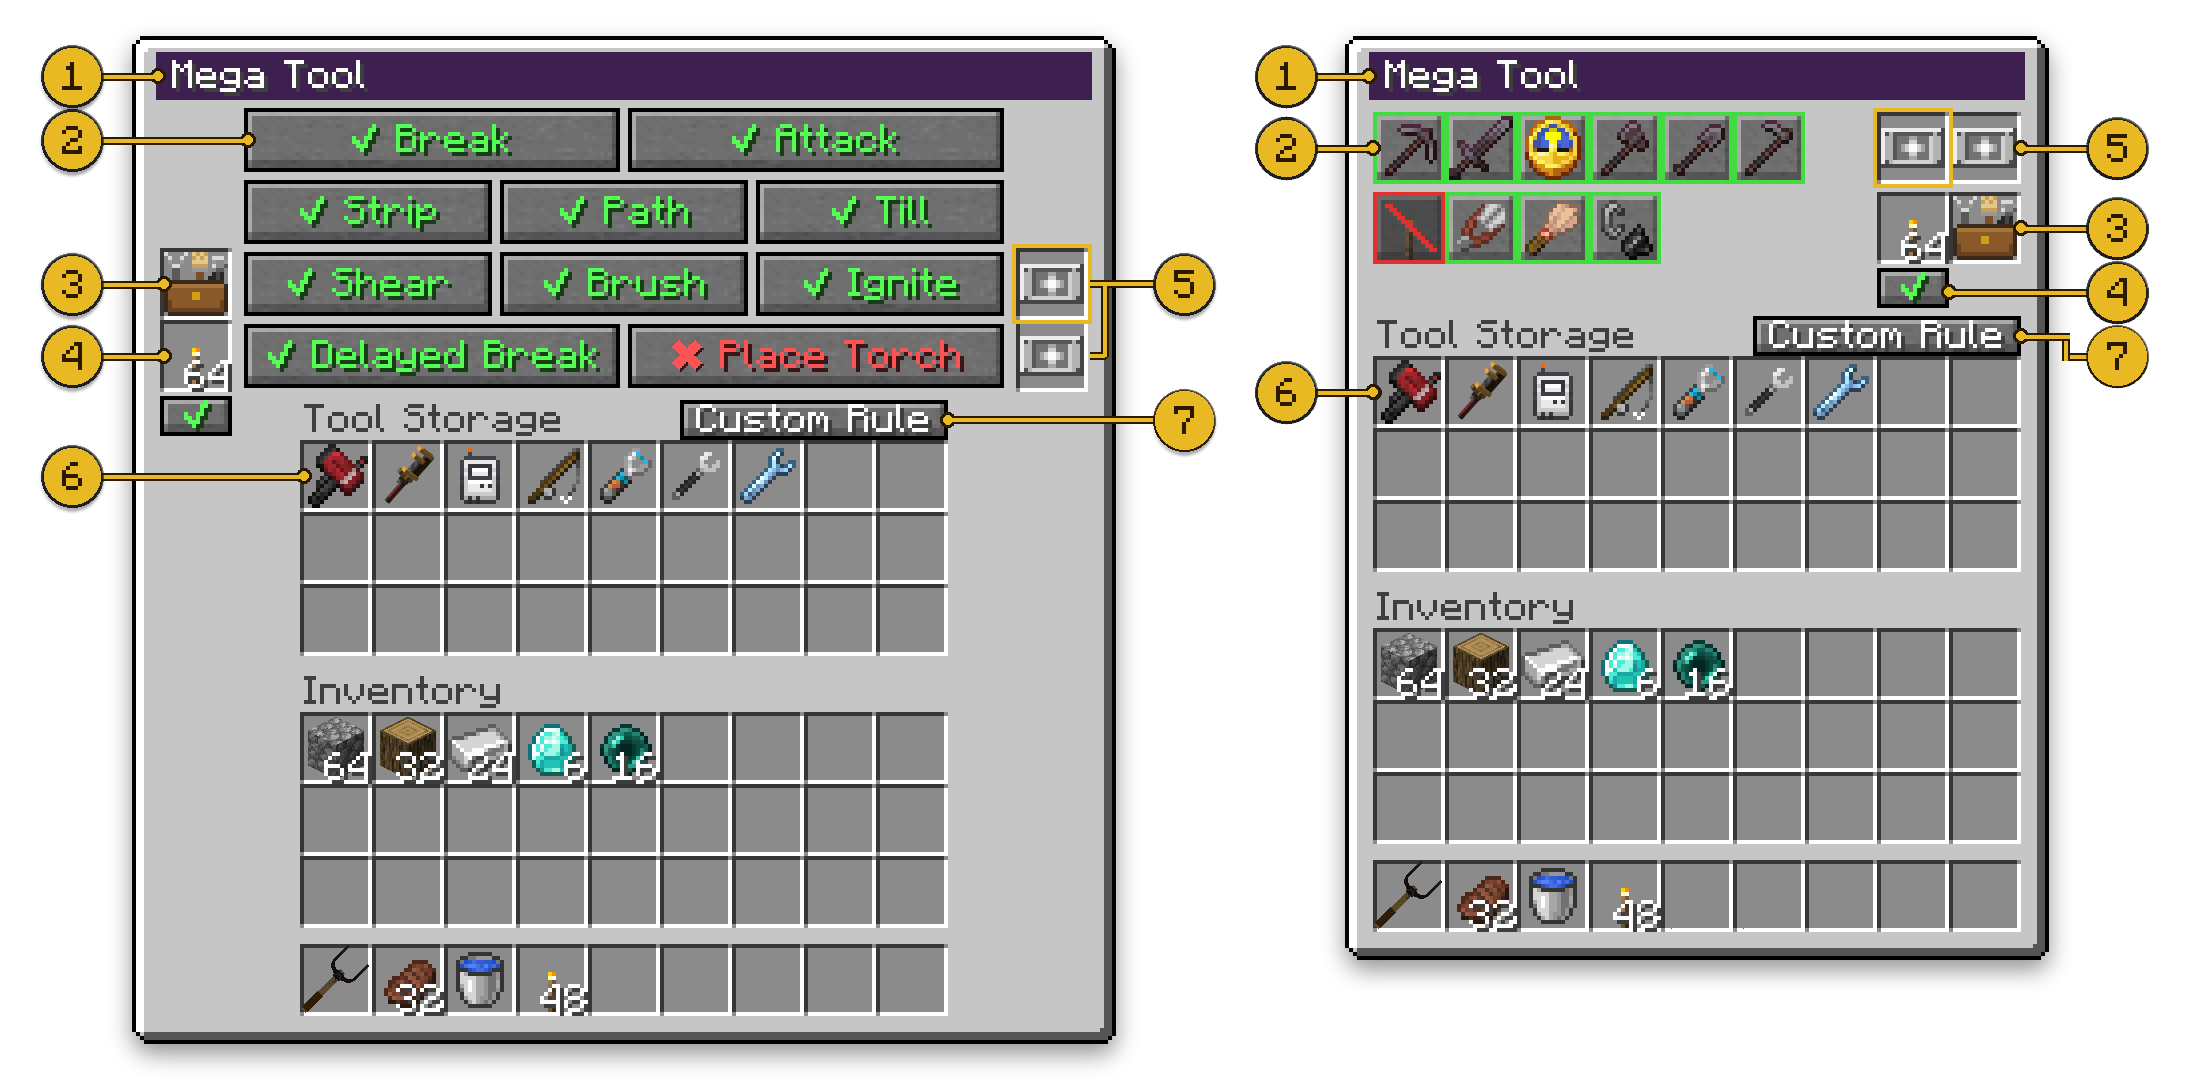 1 Mega Tool
2 ✓ Break ✓ Attack
✓ Strip ✓ Path ✓ Till
3 ✓ Shear ✓ Brush ✓ Ignite 5
4 64 ✓ Delayed Break ✖ Place Torch
✓ Tool Storage Custom Rule 7
6
Inventory
64 32 24 6 16
32 48
1 Mega Tool
2 5
64 3
✓ 4
Tool Storage Custom Rule 7
6
Inventory
64 32 24 6 16
32 48